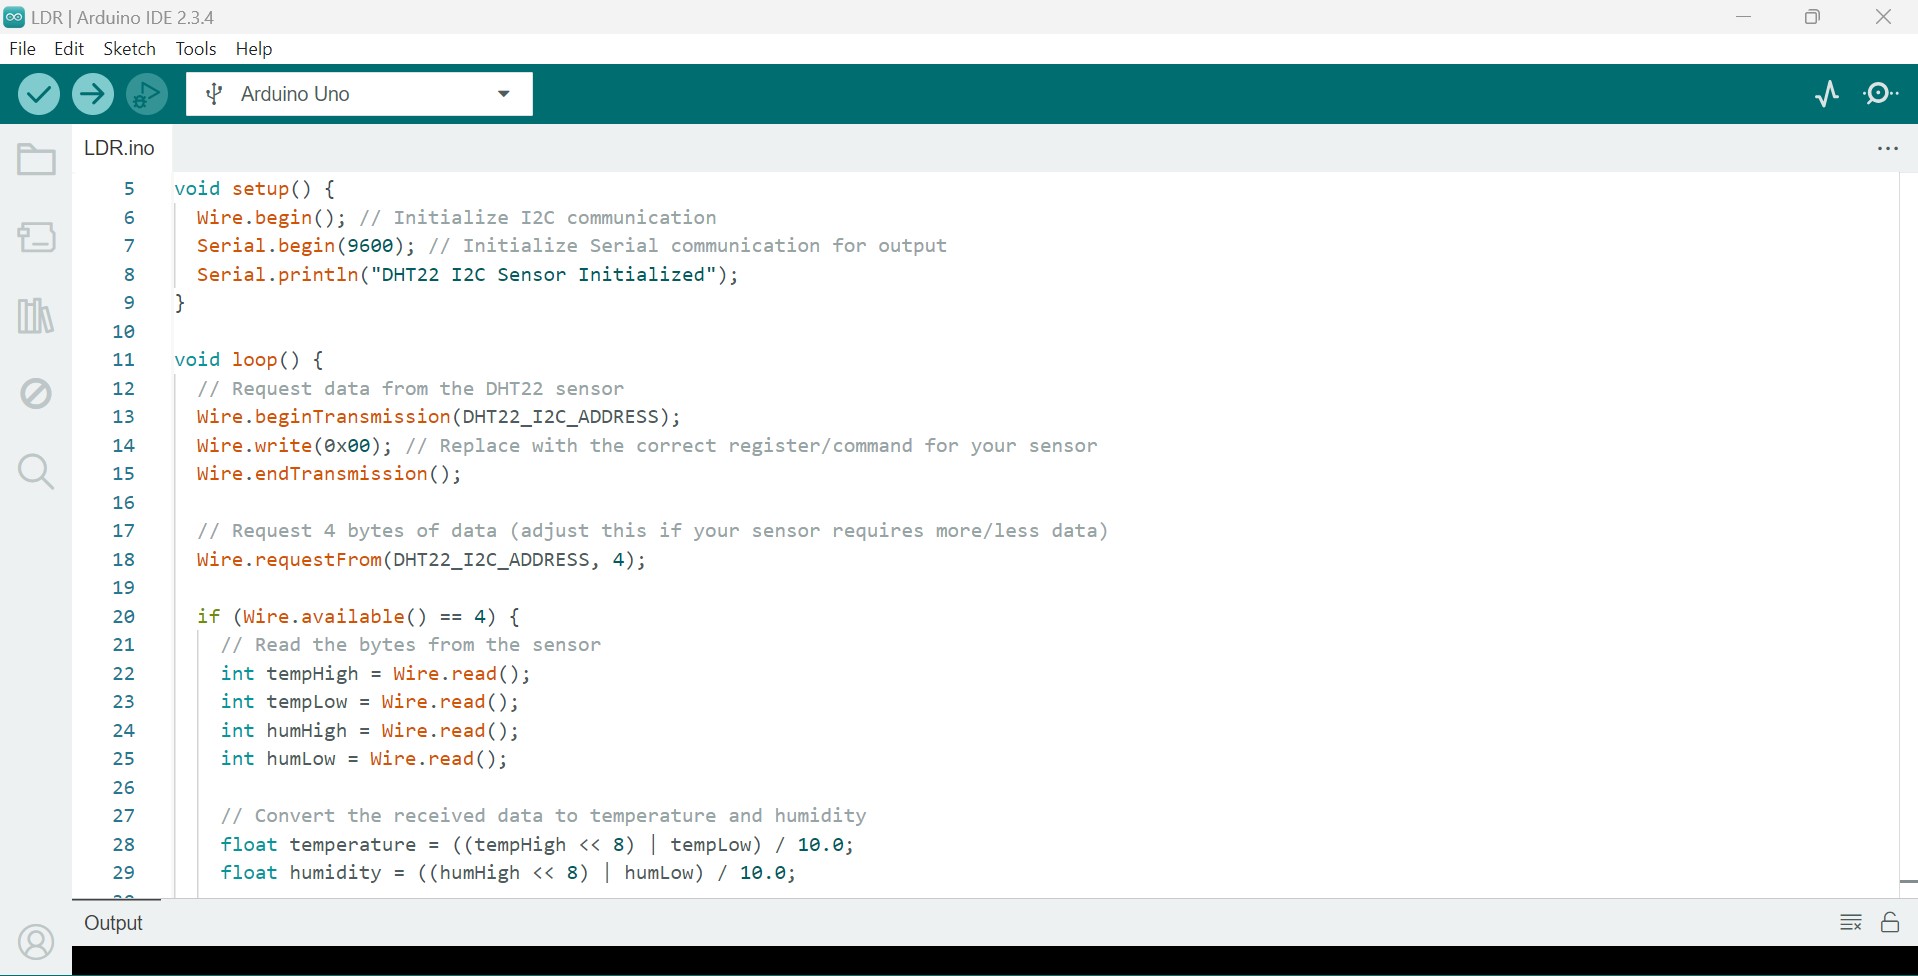 LDR | Arduino IDE 2.3.4
File Edit Sketch Tools Help
Arduino Uno
LDR.ino
5 void setup() {
6 Wire.begin(); // Initialize I2C communication
7 Serial.begin(9600); // Initialize Serial communication for output
8 Serial.println("DHT22 I2C Sensor Initialized");
9 }
10
11 void loop() {
12 // Request data from the DHT22 sensor
13 Wire.beginTransmission(DHT22_I2C_ADDRESS);
14 Wire.write(0x00); // Replace with the correct register/command for your sensor
15 Wire.endTransmission();
16
17 // Request 4 bytes of data (adjust this if your sensor requires more/less data)
18 Wire.requestFrom(DHT22_I2C_ADDRESS, 4);
19
20 if (Wire.available() == 4) {
21 // Read the bytes from the sensor
22 int tempHigh = Wire.read();
23 int tempLow = Wire.read();
24 int humHigh = Wire.read();
25 int humLow = Wire.read();
26
27 // Convert the received data to temperature and humidity
28 float temperature = ((tempHigh << 8) | tempLow) / 10.0;
29 float humidity = ((humHigh << 8) | humLow) / 10.0;
Output